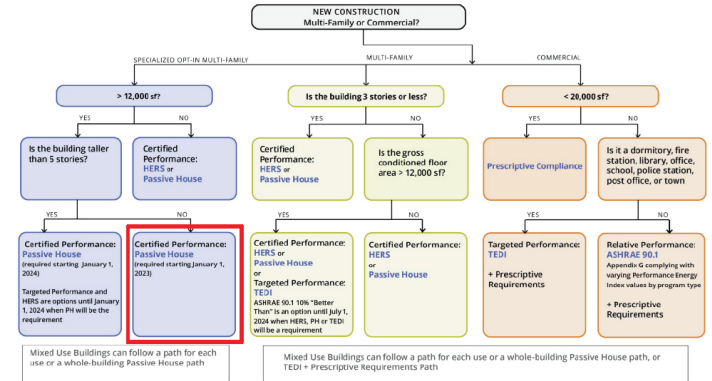 NEW CONSTRUCTION
Multi-Family or Commercial?
SPECIALIZED OPT-IN MULTI-FAMILY
MULTI-FAMILY
COMMERCIAL
> 12,000 sf?
Is the building 3 stories or less?
< 20,000 sf?
YES
NO
YES
NO
YES
NO
Is the building taller
than 5 stories?
Certified
Performance:
HERS or
Passive House
Certified
Performance:
HERS or
Passive House
Is the gross
conditioned floor
area > 12,000 sf?
Prescriptive Compliance
Is it a dormitory, fire
station, library, office,
school, police station,
post office, or town
YES
NO
YES
NO
YES
NO
Certified Performance:
Passive House
(required starting January 1,
2024)
Targeted Performance and
HERS are options until January
1, 2024 when PH will be the
requirement
Certified Performance:
Passive House
(required starting January 1,
2023)
Certified Performance:
HERS
or
Passive House
or
Targeted Performance:
TEDI
ASHRAE 90.1 10% "Better
Than" is an option until July 1,
2024 when HERS, PH or TEDI
will be a requirement
Certified Performance:
HERS
or
Passive House
Targeted Performance:
TEDI
+ Prescriptive
Requirements
Relative Performance:
ASHRAE 90.1
Appendix G complying with
varying Performance Energy
Index values by program type
+ Prescriptive
Requirements
Mixed Use Buildings can follow a path for each
use or a whole-building Passive House path
Mixed Use Buildings can follow a path for each use or a whole-building Passive House path, or
TEDI + Prescriptive Requirements Path